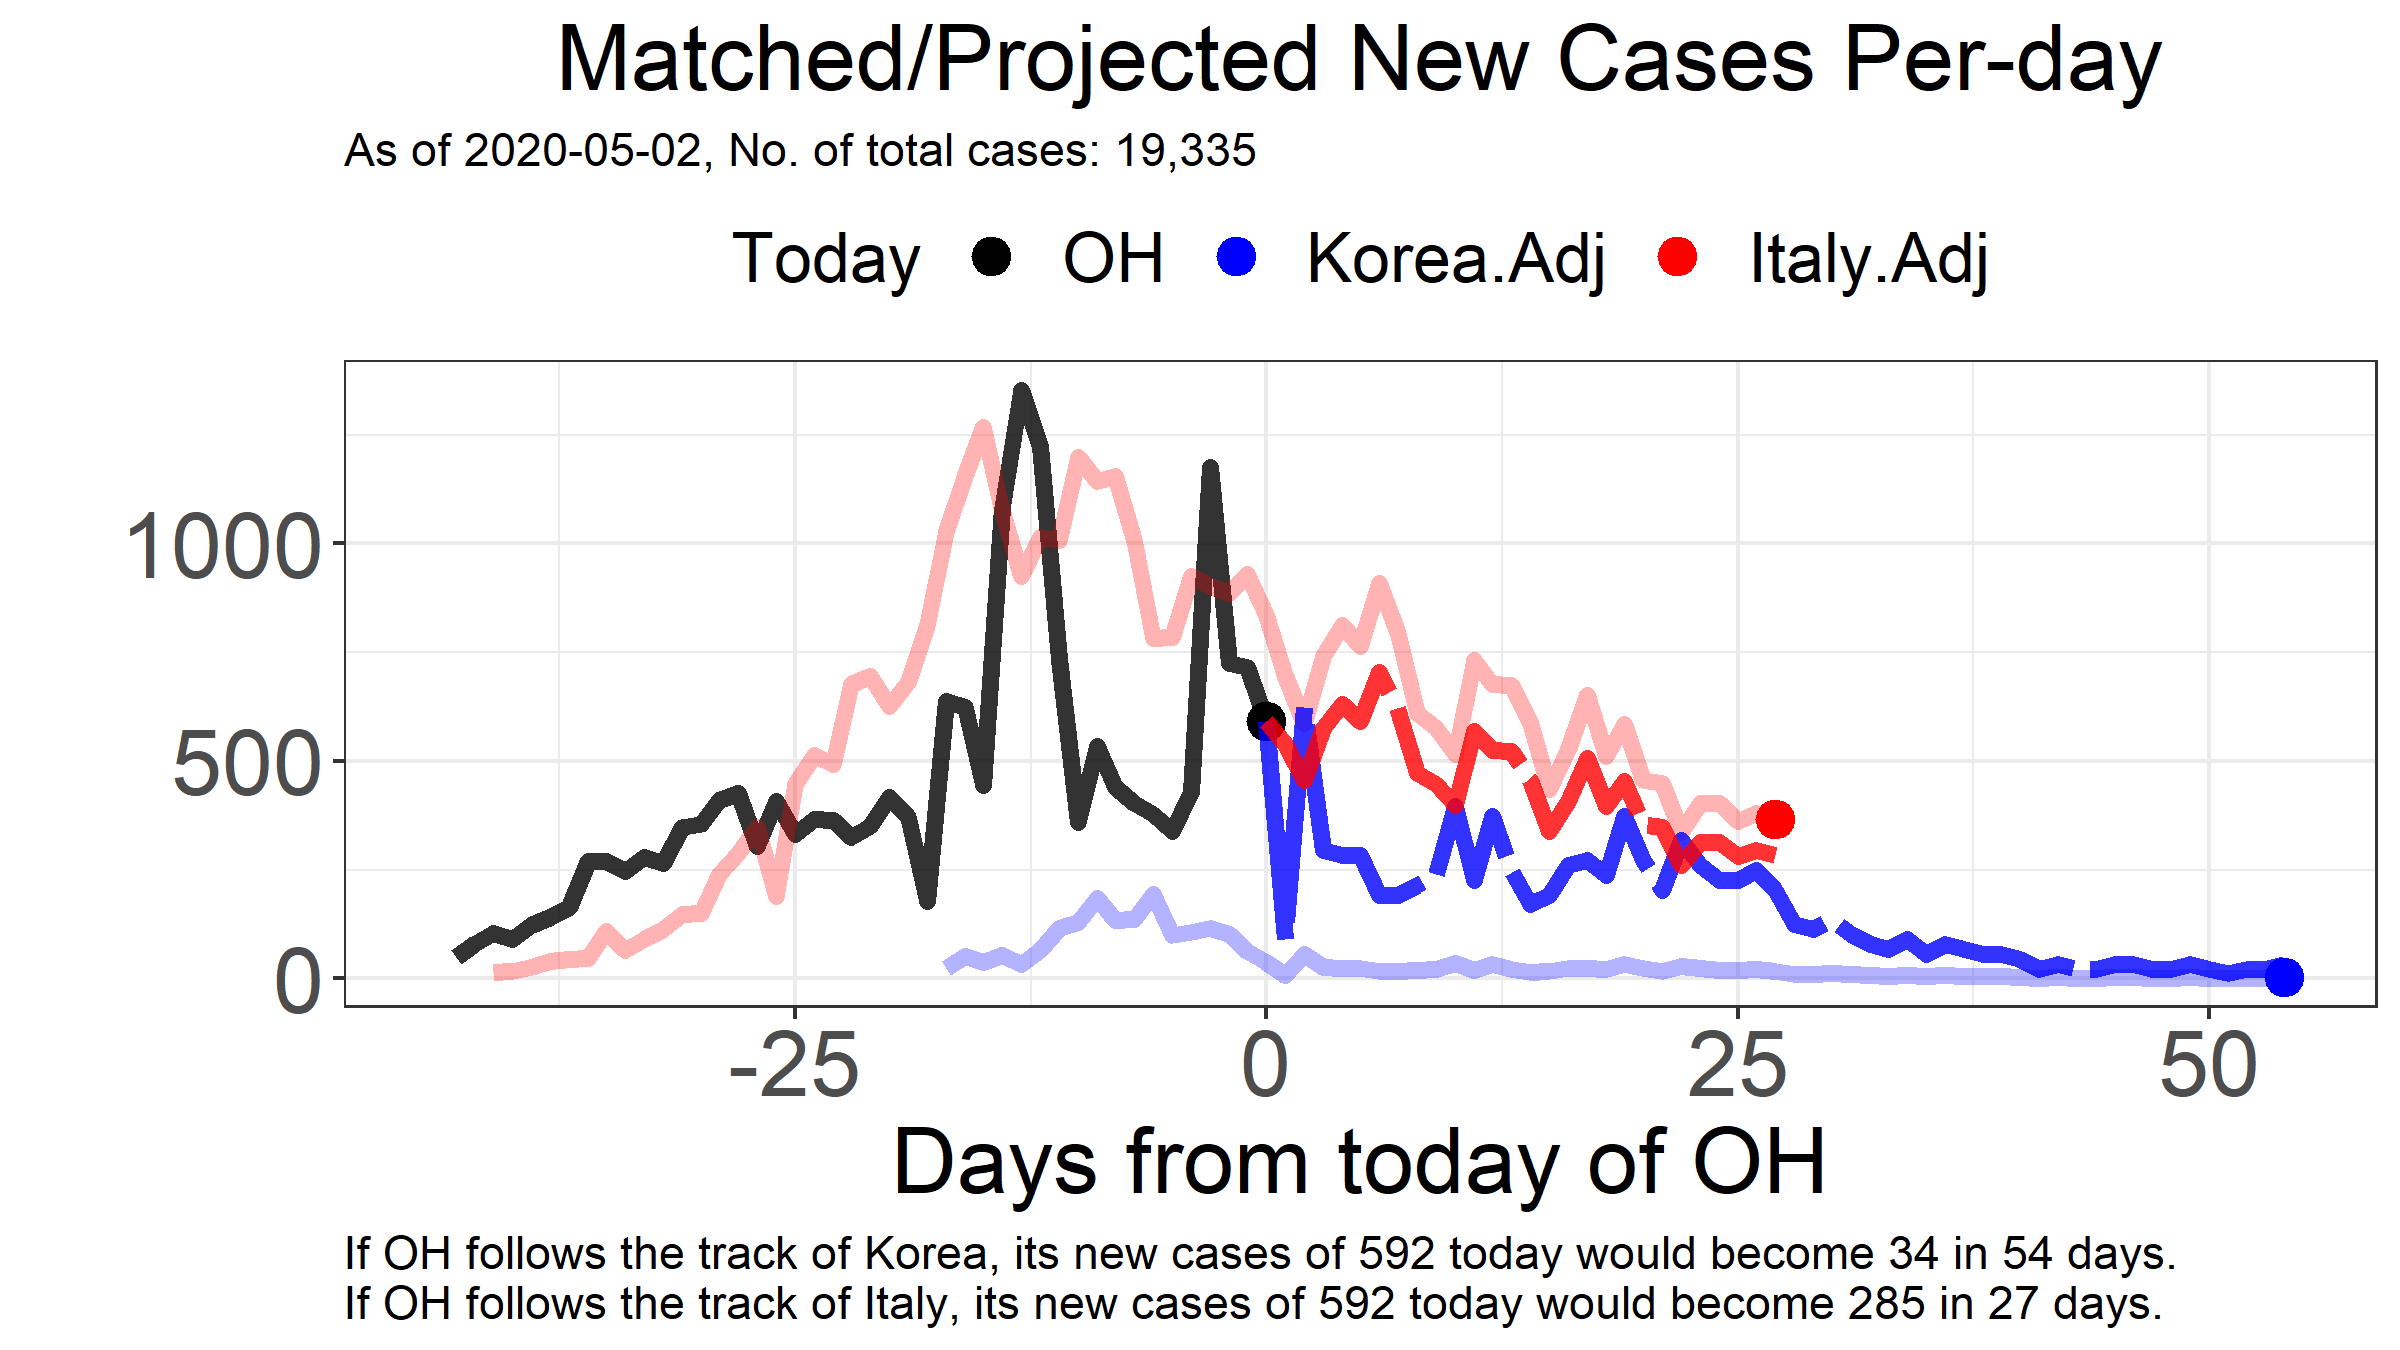 Matched/Projected New Cases Per-day
As of 2020-05-02, No. of total cases: 19,335
Today OH Korea.Adj Italy.Adj
1000
500
0
-25 0 25 50
Days from today of OH
If OH follows the track of Korea, its new cases of 592 today would become 34 in 54 days.
If OH follows the track of Italy, its new cases of 592 today would become 285 in 27 days.